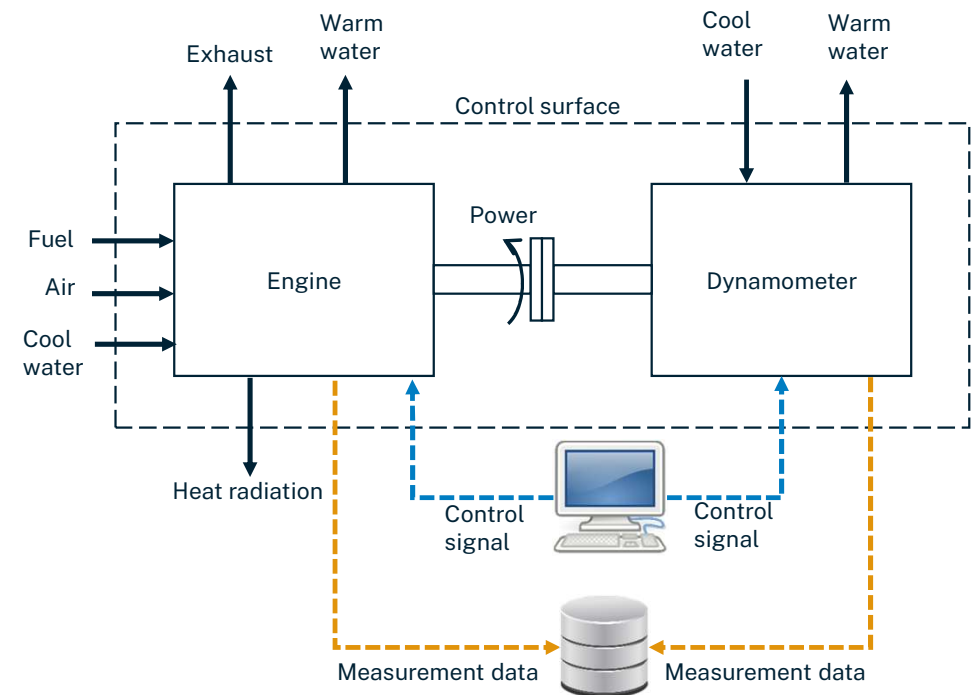 Exhaust
Warm
water
Cool
water
Warm
water
Control surface
Fuel
Air
Cool
water
Engine
Power
Dynamometer
Heat radiation
Control
signal
Control
signal
Measurement data
Measurement data